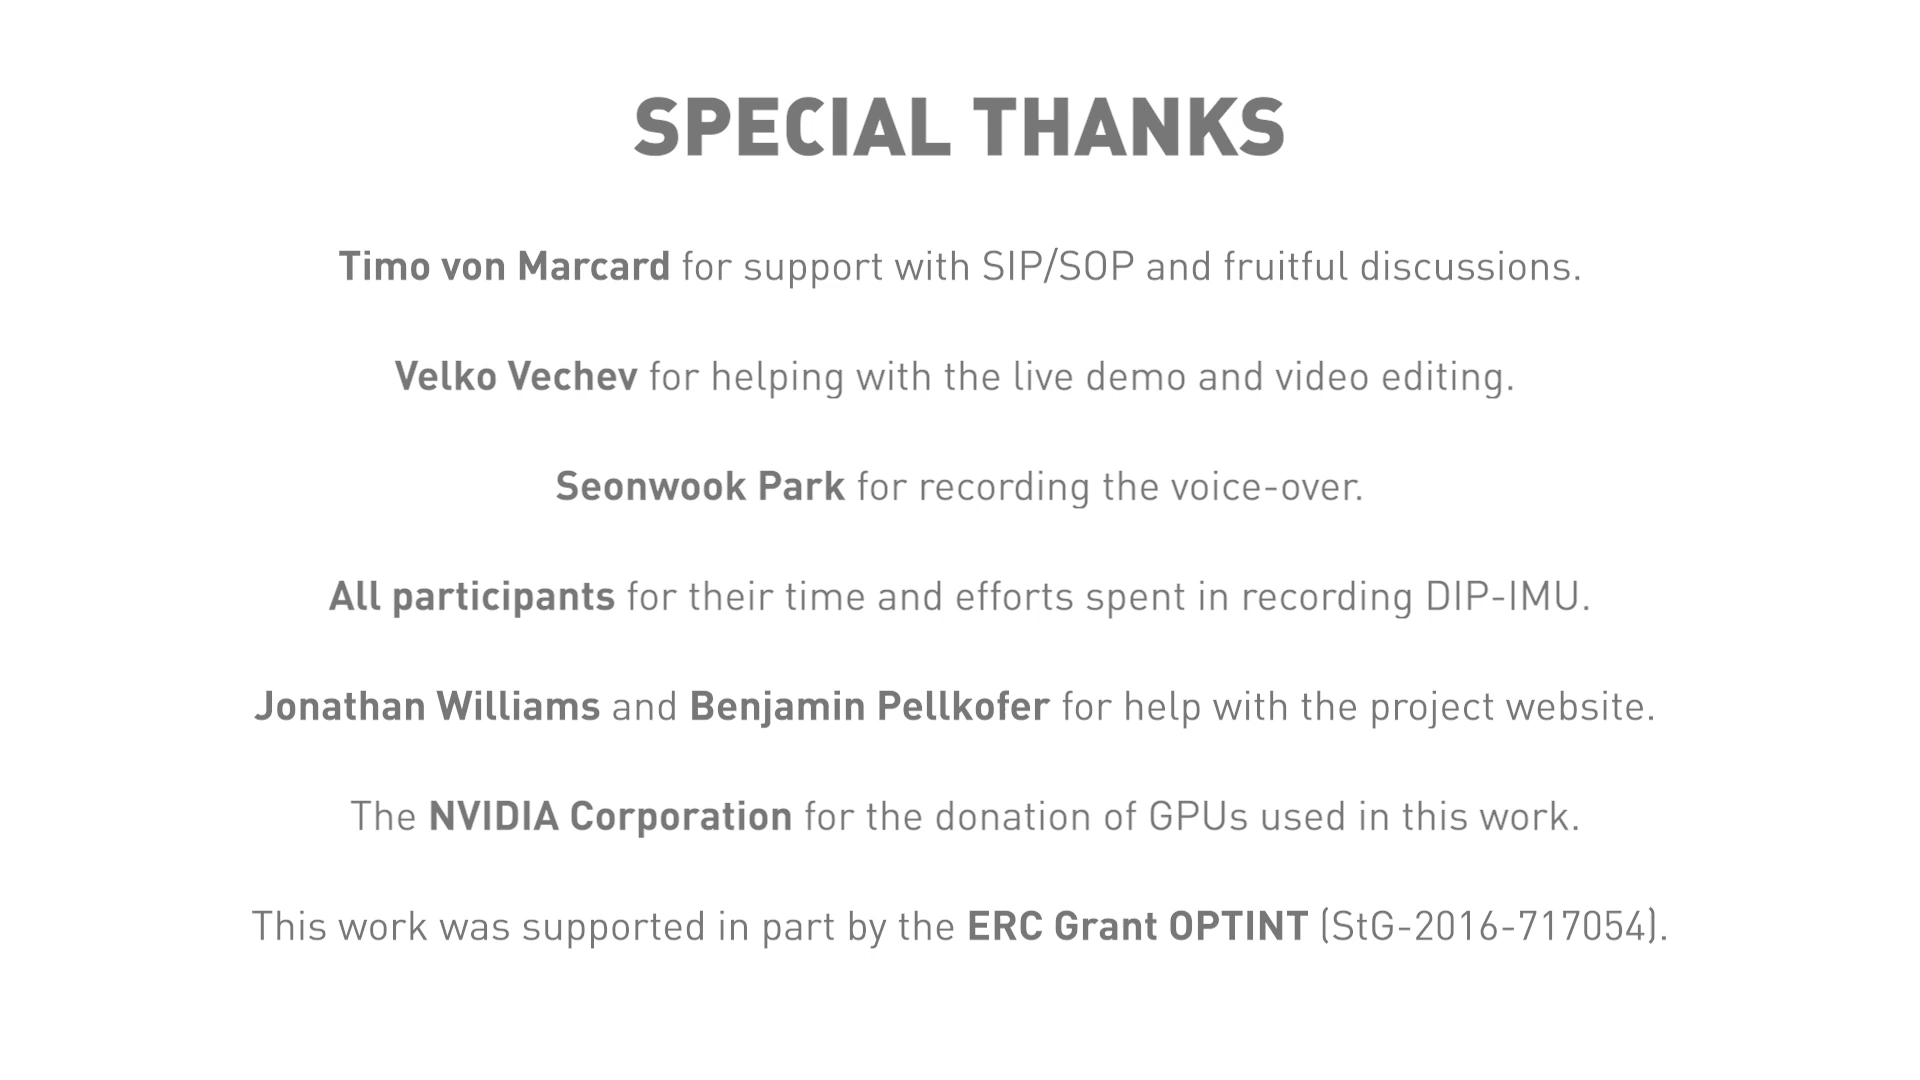 SPECIAL THANKS
Timo von Marcard for support with SIP/SOP and fruitful discussions.
Velko Vechev for helping with the live demo and video editing.
Seonwook Park for recording the voice-over.
All participants for their time and efforts spent in recording DIP-IMU.
Jonathan Williams and Benjamin Pellkofer for help with the project website.
The NVIDIA Corporation for the donation of GPUs used in this work.
This work was supported in part by the ERC Grant OPTINT (StG-2016-717054).